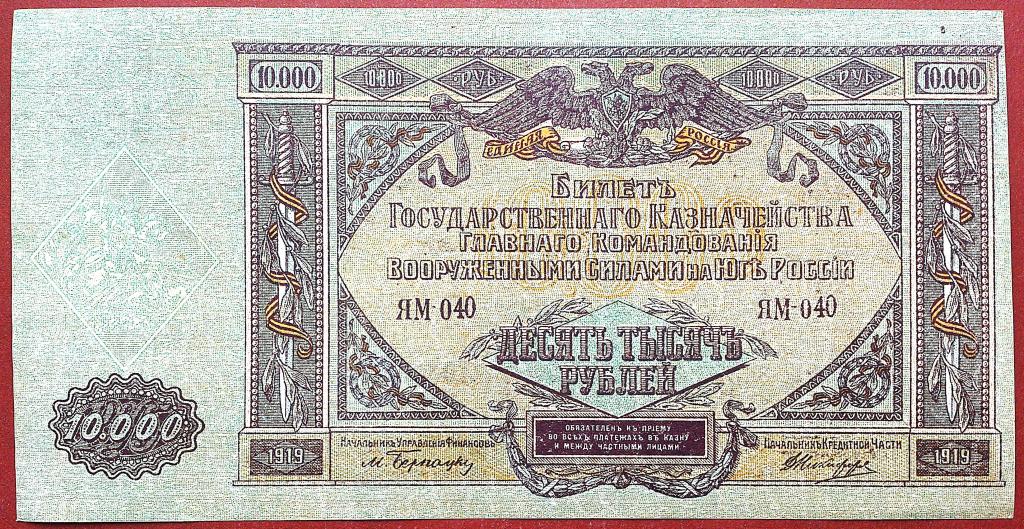 10.000 10.000 РУБ 10.000 РУБ 10.000
ЕДИНАЯ РОССІЯ
БИЛЕТЪ
ГОСУДАРСТВЕННАГО КАЗНАЧЕЙСТВА
ГЛАВНАГО КОМАНДОВАНІЯ
ВООРУЖЕННЫМИ СИЛАМИ НА ЮГѢ РОССІИ
ЯМ-040 ЯМ-040
ДЕСЯТЬ ТЫСЯЧЪ
РУБЛЕЙ
10.000
ОБЯЗАТЕЛЕНЪ КЪ ПРІЕМУ
ВО ВСѢХЪ ПЛАТЕЖАХЪ ВЪ КАЗНУ
И МЕЖДУ ЧАСТНЫМИ ЛИЦАМИ
НАЧАЛЬНИКЪ УПРАВЛЕНІЯ ФИНАНСОВЪ НАЧАЛЬНИКЪ КРЕДИТНОЙ ЧАСТИ
1919 М. Бернацкий 1919